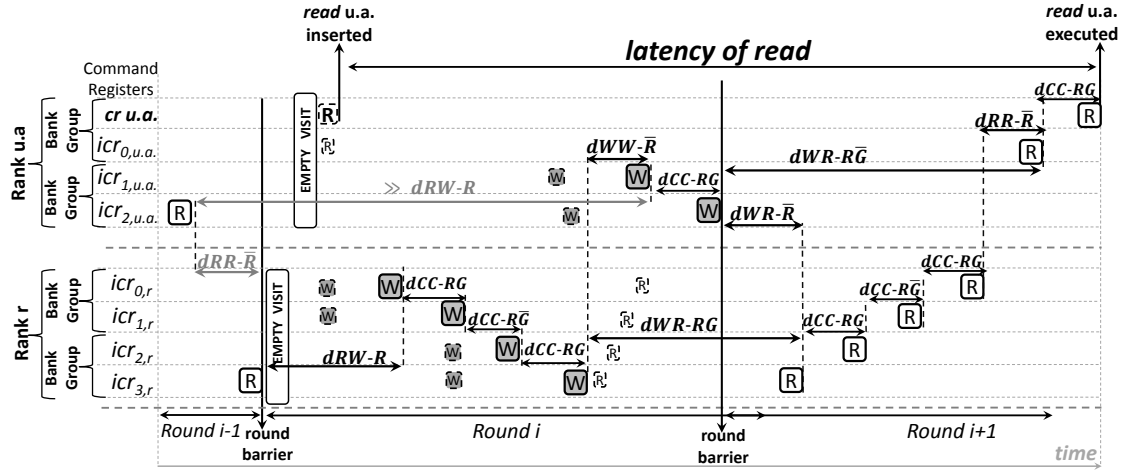 read u.a.
inserted
read u.a.
executed
latency of read
Command
Registers
dCC-RG
cr u.a.
R
R
Bank
Group
EMPTY VISIT
dRR-R̅
icr0,u.a.
R
dWW-R̅
R
dWR-RG̅
Rank u.a
icr1,u.a.
W
W
≫ dRW-R
dCC-RG
Bank
Group
icr2,u.a.
R
W
W
dWR-R̅
dRR-R̅
dCC-RG
icr0,r
W
W
dCC-RG
R
dCC-RG̅
R
Bank
Group
EMPTY VISIT
icr1,r
W
W
dCC-RG̅
R
dWR-RG
dCC-RG
R
Rank r
icr2,r
dRW-R
W
W
dCC-RG
R
R
Bank
Group
icr3,r
R
W
W
R
R
Round i-1
round
barrier
Round i
round
barrier
Round i+1
time